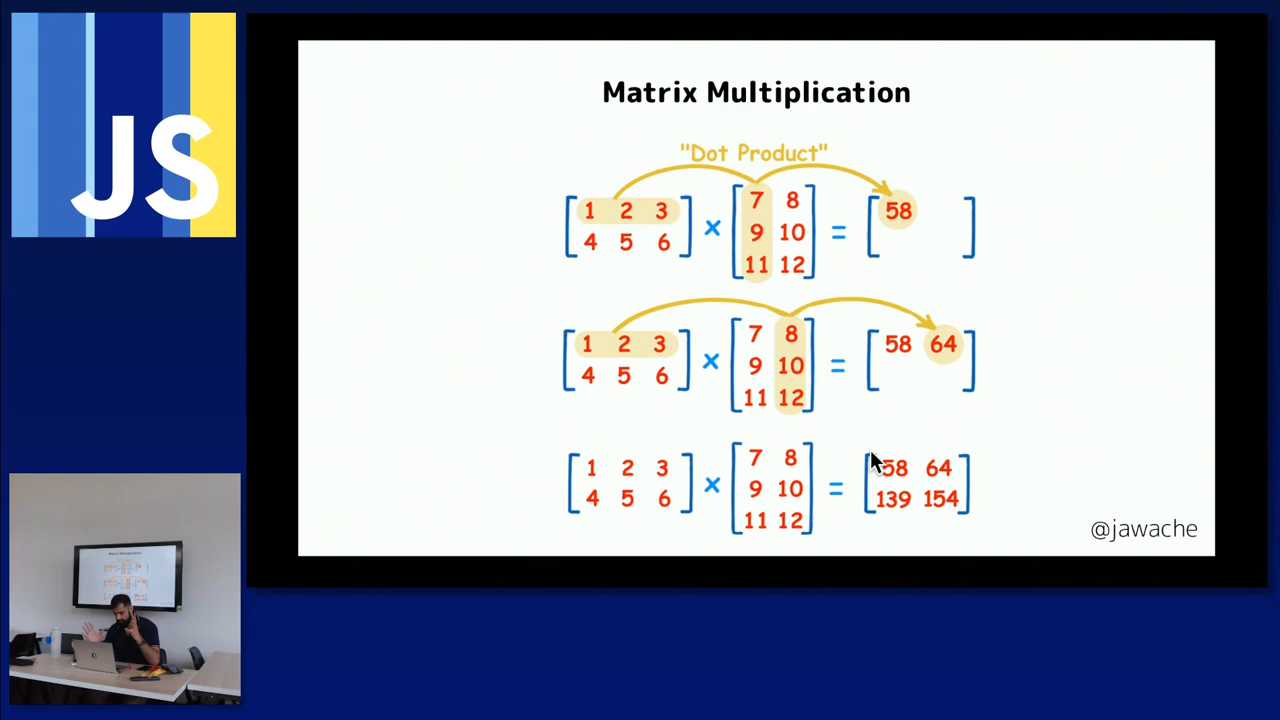 JS
Matrix Multiplication
"Dot Product"
[ 1 2 3 ] × [ 7 8 ] = [ 58 ]
4 5 6 9 10
11 12
[ 1 2 3 ] × [ 7 8 ] = [ 58 64 ]
4 5 6 9 10
11 12
[ 1 2 3 ] × [ 7 8 ] = [ 58 64 ]
4 5 6 9 10 139 154
11 12
@jawache